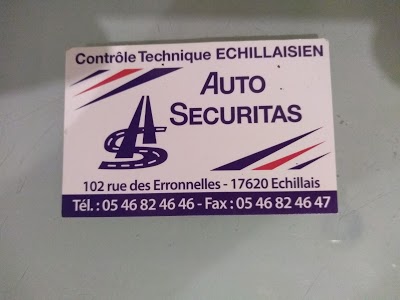 Contrôle Technique ECHILLAISIEN
AUTO
SECURITAS
102 rue des Erronnelles - 17620 Echillais
Tél. : 05 46 82 46 46 - Fax : 05 46 82 46 47